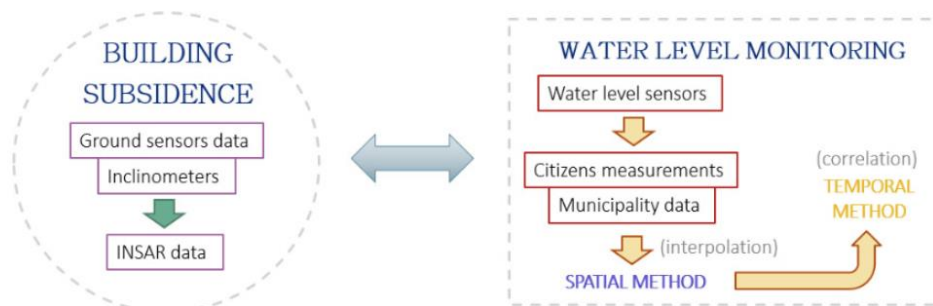 BUILDING
SUBSIDENCE
Ground sensors data
Inclinometers
INSAR data
WATER LEVEL MONITORING
Water level sensors
Citizens measurements
Municipality data
(interpolation)
SPATIAL METHOD
(correlation)
TEMPORAL
METHOD